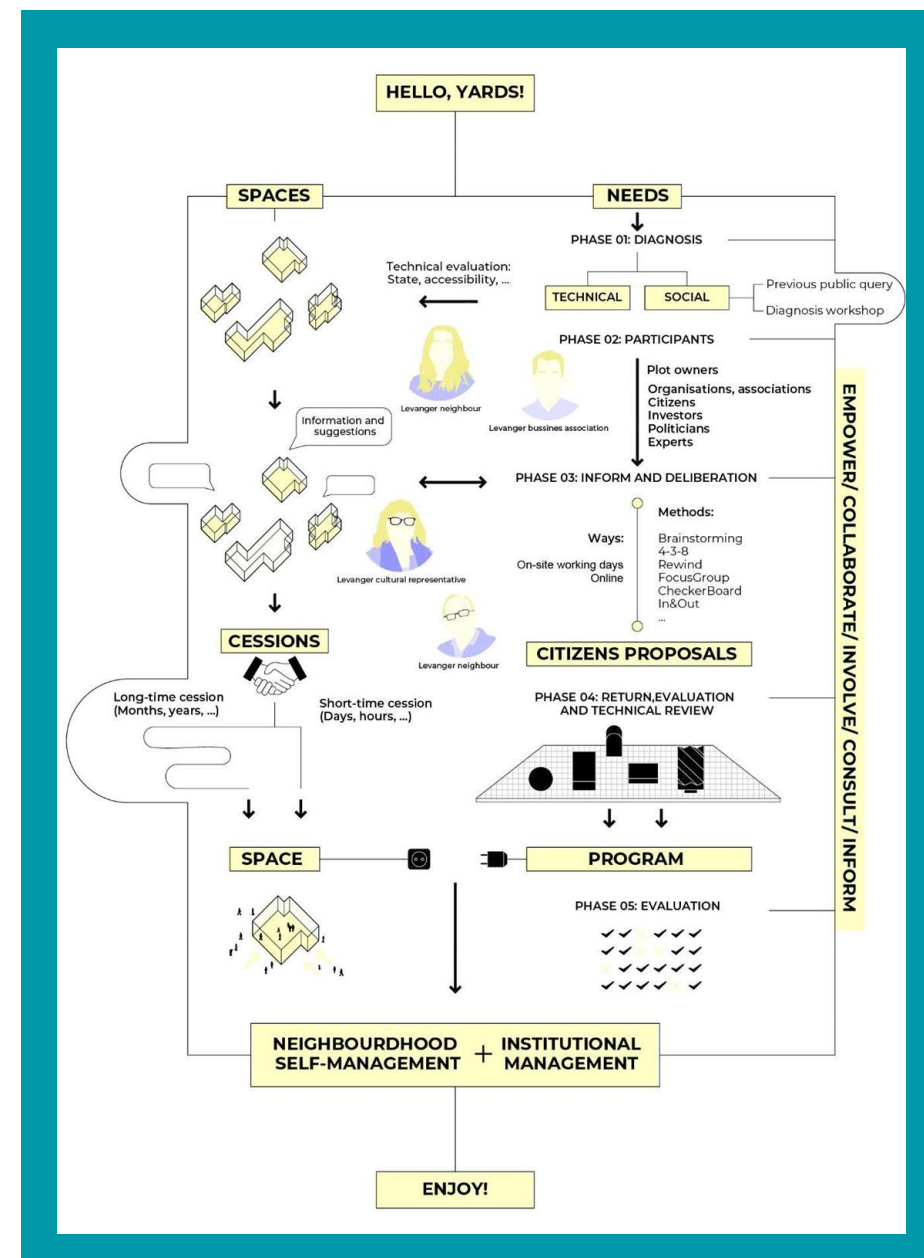 HELLO, YARDS!
SPACES
NEEDS
PHASE 01: DIAGNOSIS
Technical evaluation:
State, accessibility, ...
TECHNICAL
SOCIAL
Previous public query
Diagnosis workshop
PHASE 02: PARTICIPANTS
Plot owners
Organisations, associations
Citizens
Investors
Politicians
Experts
Levanger neighbour
Levanger bussines association
Information and
suggestions
PHASE 03: INFORM AND DELIBERATION
Ways:
On-site working days
Online
Methods:
Brainstorming
4-3-8
Rewind
FocusGroup
CheckerBoard
In&Out
...
Levanger cultural representative
Levanger neighbour
CESSIONS
CITIZENS PROPOSALS
Long-time cession
(Months, years, ...)
Short-time cession
(Days, hours, ...)
PHASE 04: RETURN,EVALUATION
AND TECHNICAL REVIEW
SPACE
PROGRAM
PHASE 05: EVALUATION
EMPOWER/ COLLABORATE/ INVOLVE/ CONSULT/ INFORM
NEIGHBOURDHOOD
SELF-MANAGEMENT
+
INSTITUTIONAL
MANAGEMENT
ENJOY!